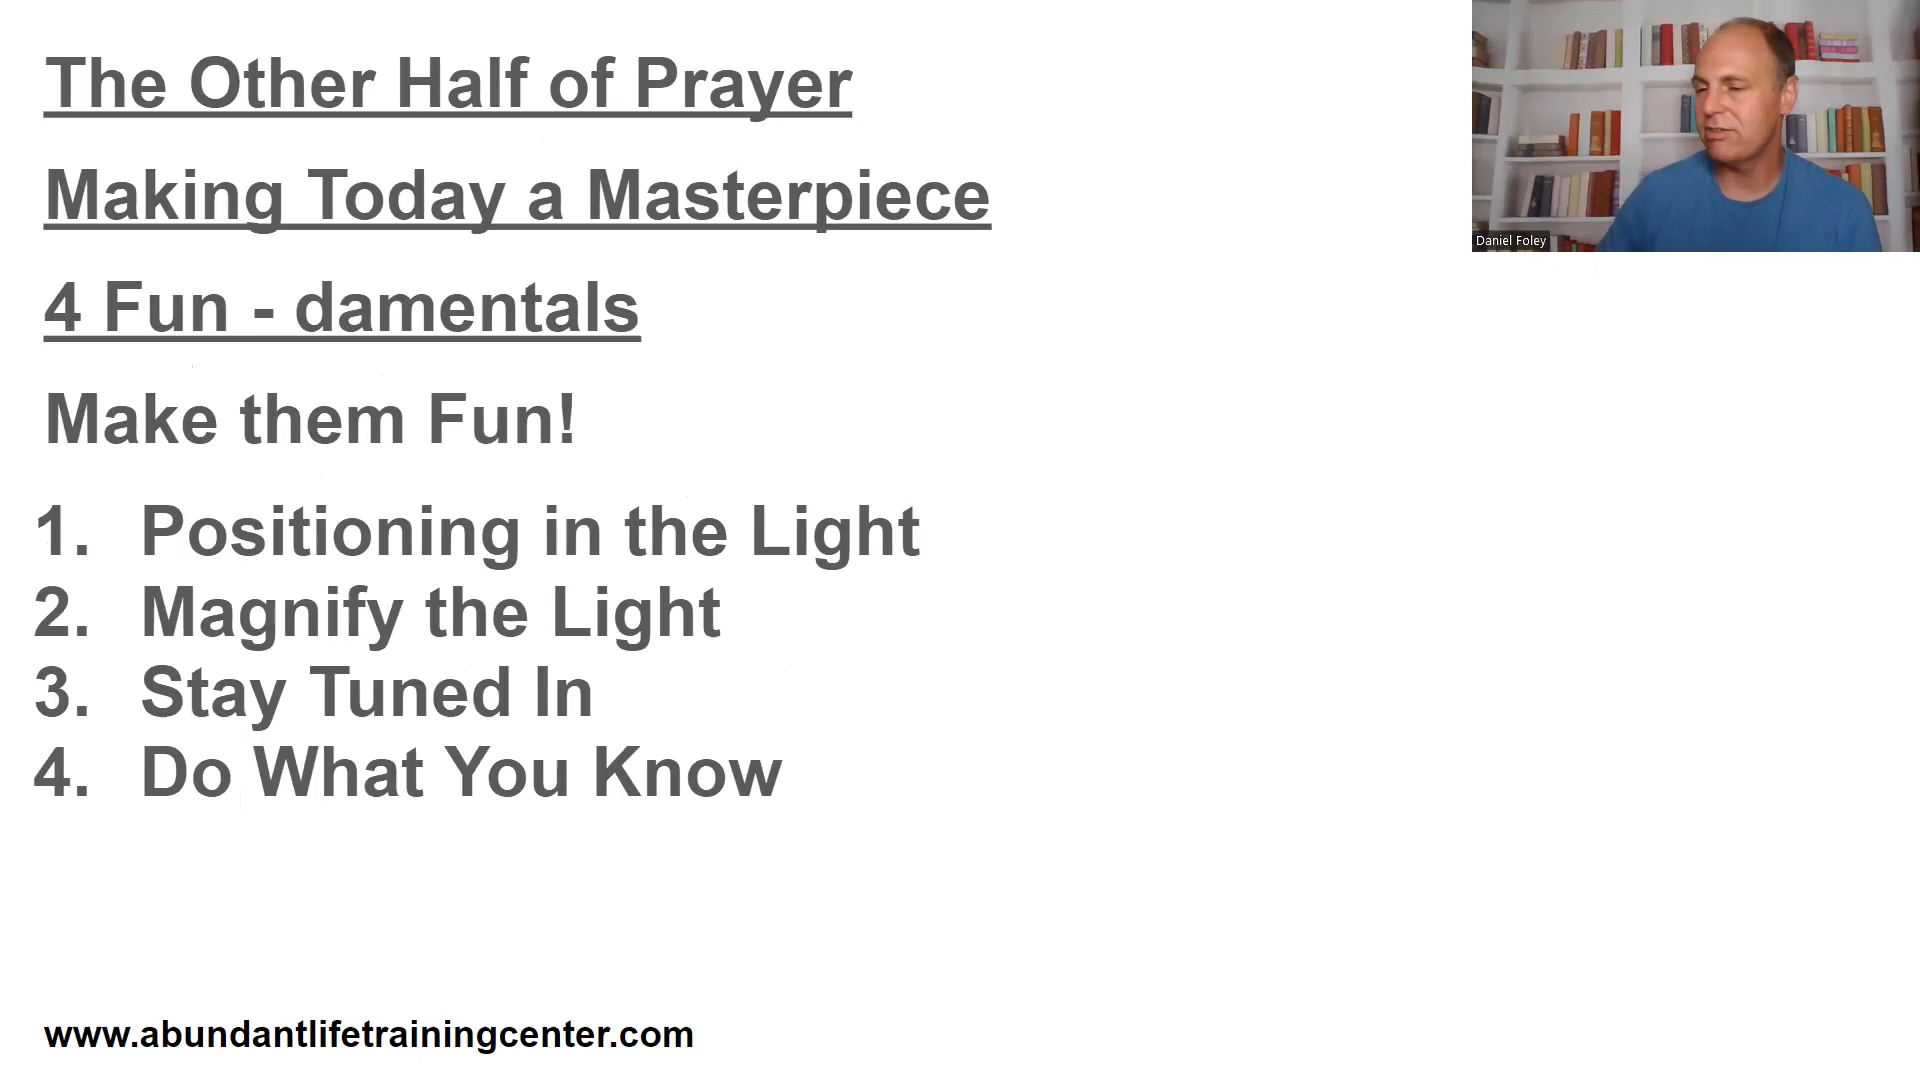 The Other Half of Prayer
Making Today a Masterpiece
4 Fun - damentals
Make them Fun!
1. Positioning in the Light
2. Magnify the Light
3. Stay Tuned In
4. Do What You Know
www.abundantlifetrainingcenter.com
Daniel Foley